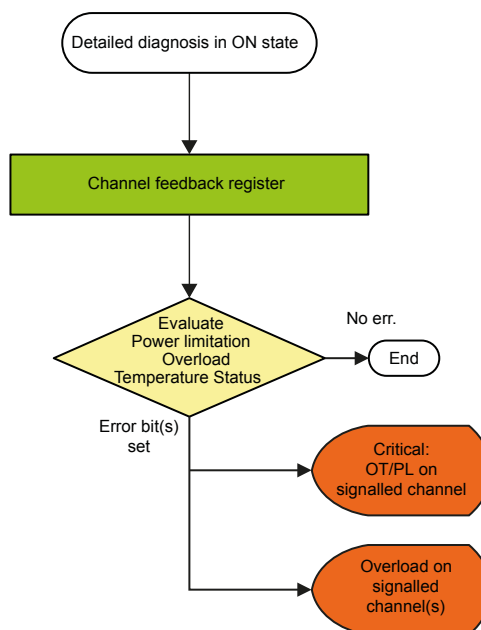 Detailed diagnosis in ON state
Channel feedback register
Evaluate
Power limitation
Overload
Temperature Status
No err.
End
Error bit(s)
set
Critical:
OT/PL on
signalled channel
Overload on
signalled
channel(s)